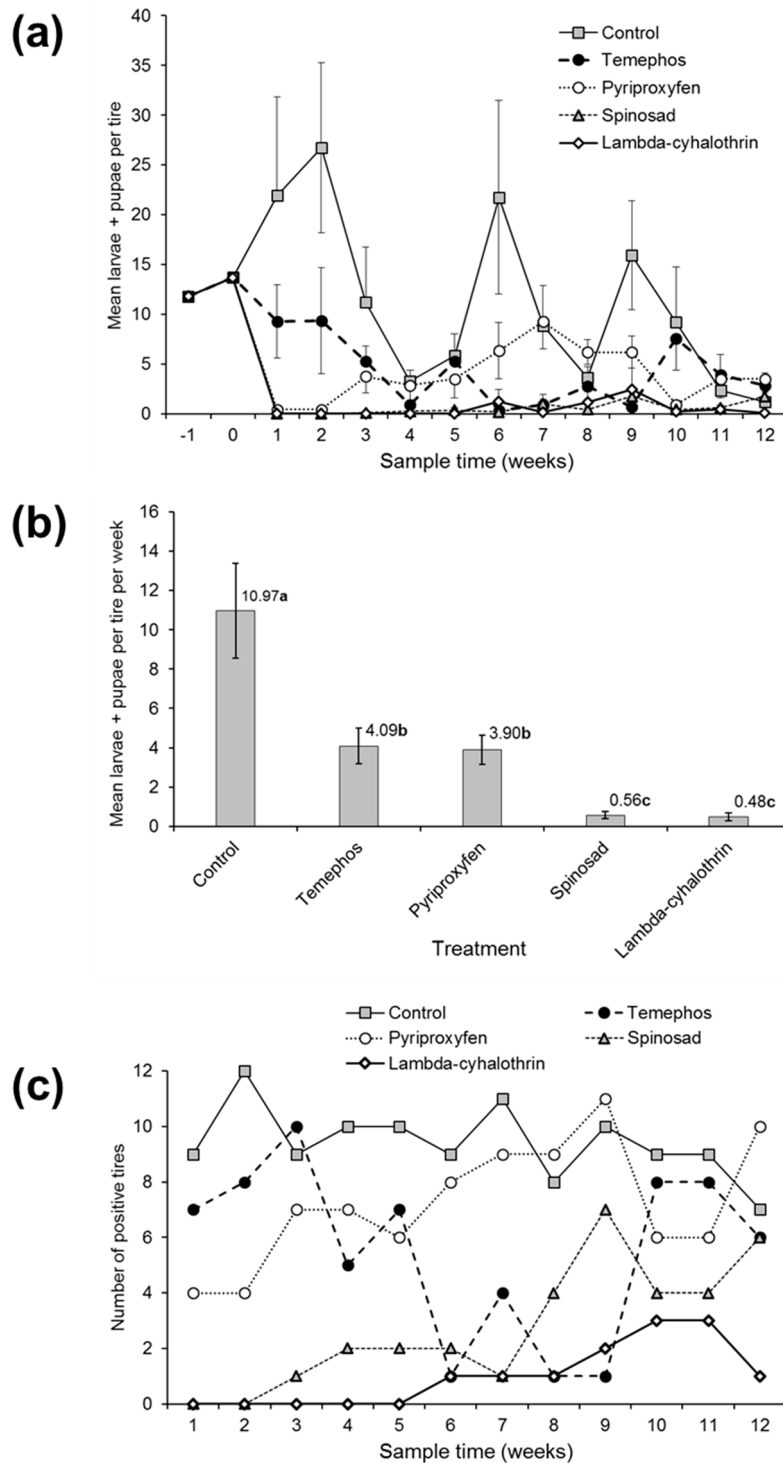 (a)
Control
Temephos
Pyriproxyfen
Spinosad
Lambda-cyhalothrin
Mean larvae + pupae per tire
40
35
30
25
20
15
10
5
0
-1 0 1 2 3 4 5 6 7 8 9 10 11 12
Sample time (weeks)
(b)
Mean larvae + pupae per tire per week
16
14
12
10
8
6
4
2
0
10.97a
4.09b
3.90b
0.56c
0.48c
Control
Temephos
Pyriproxyfen
Spinosad
Lambda-cyhalothrin
Treatment
(c)
Control Temephos
Pyriproxyfen Spinosad
Lambda-cyhalothrin
Number of positive tires
12
10
8
6
4
2
0
1 2 3 4 5 6 7 8 9 10 11 12
Sample time (weeks)